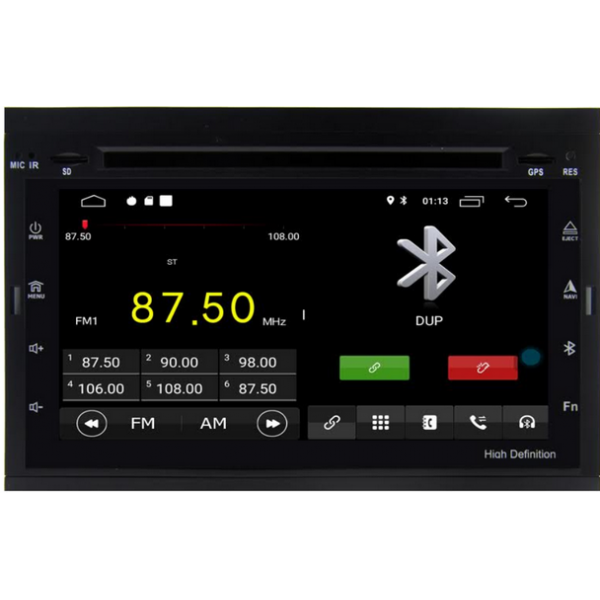 MIC IR
SD
GPS
RES
01:13
PWR
87.50
108.00
EJECT
ST
MENU
NAVI
FM1
87.50
MHz
DUP
1 87.50
2 90.00
3 98.00
4 106.00
5 108.00
6 87.50
Fn
FM
AM
High Definition